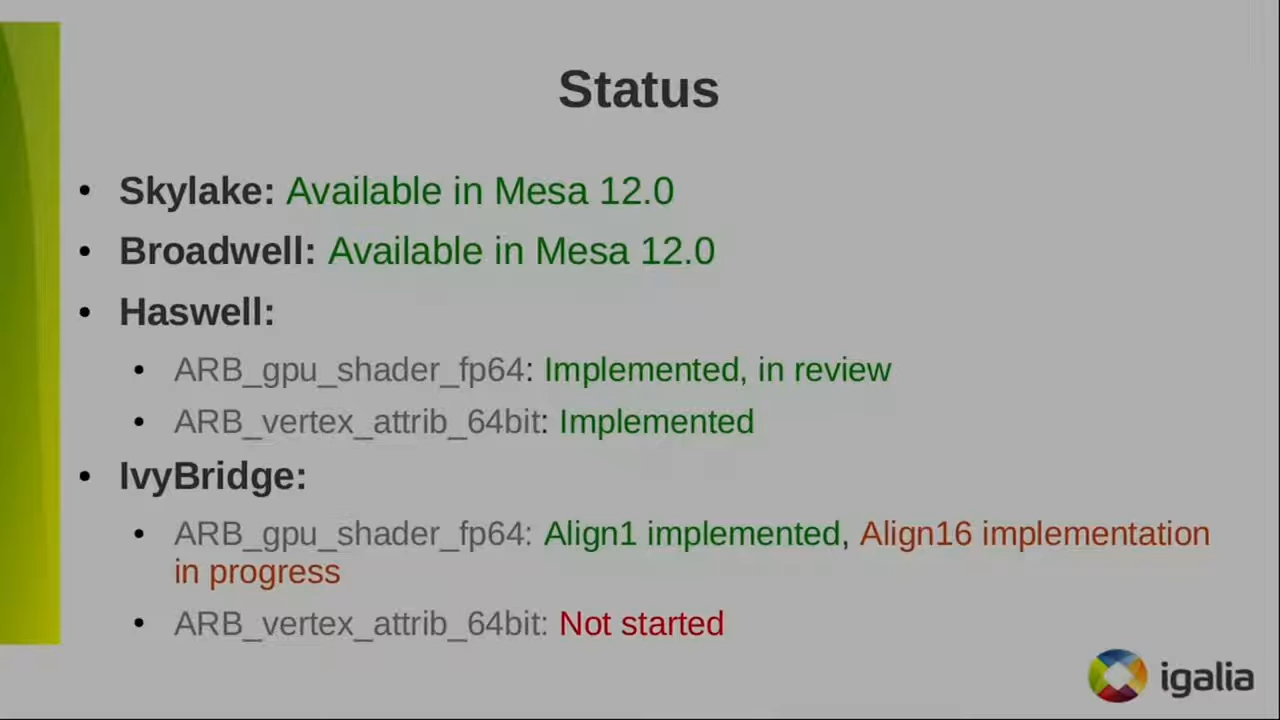 Status
• Skylake: Available in Mesa 12.0
• Broadwell: Available in Mesa 12.0
• Haswell:
• ARB_gpu_shader_fp64: Implemented, in review
• ARB_vertex_attrib_64bit: Implemented
• IvyBridge:
• ARB_gpu_shader_fp64: Align1 implemented, Align16 implementation
in progress
• ARB_vertex_attrib_64bit: Not started
igalia